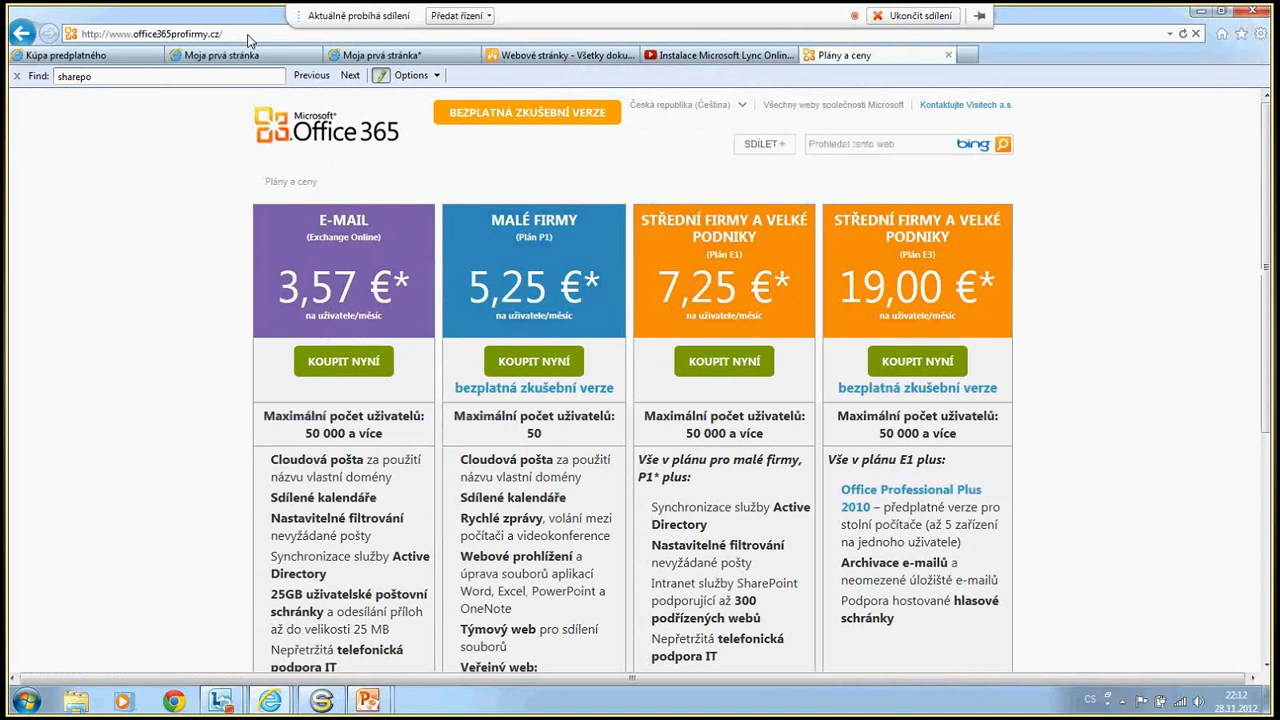 Aktuálně probíhá sdílení
Předat řízení
Ukončit sdílení
http://www.office365profirmy.cz/
Kúpa predplatného
Moja prvá stránka
Moja prvá stránka*
Webové stránky - Všetky doku...
Instalace Microsoft Lync Onlin...
Plány a ceny
Find: sharepo
Previous
Next
Options
Microsoft®
Office 365
BEZPLATNÁ ZKUŠEBNÍ VERZE
Česká republika (Čeština)
Všechny weby společnosti Microsoft
Kontaktujte Visitech a.s.
SDÍLET+
Prohledat tento web
bing
Plány a ceny
E-MAIL
(Exchange Online)
3,57 €*
na uživatele/měsíc
KOUPIT NYNÍ
Maximální počet uživatelů:
50 000 a více
Cloudová pošta za použití
názvu vlastní domény
Sdílené kalendáře
Nastavitelné filtrování
nevyžádané pošty
Synchronizace služby Active
Directory
25GB uživatelské poštovní
schránky a odesílání příloh
až do velikosti 25 MB
Nepřetržitá telefonická
podpora IT
MALÉ FIRMY
(Plán P1)
5,25 €*
na uživatele/měsíc
KOUPIT NYNÍ
bezplatná zkušební verze
Maximální počet uživatelů:
50
Cloudová pošta za použití
názvu vlastní domény
Sdílené kalendáře
Rychlé zprávy, volání mezi
počítači a videokonference
Webové prohlížení a
úprava souborů aplikací
Word, Excel, PowerPoint a
OneNote
Týmový web pro sdílení
souborů
Veřejný web:
STŘEDNÍ FIRMY A VELKÉ
PODNIKY
(Plán E1)
7,25 €*
na uživatele/měsíc
KOUPIT NYNÍ
Maximální počet uživatelů:
50 000 a více
Vše v plánu pro malé firmy,
P1* plus:
Synchronizace služby Active
Directory
Nastavitelné filtrování
nevyžádané pošty
Intranet služby SharePoint
podporující až 300
podřízených webů
Nepřetržitá telefonická
podpora IT
STŘEDNÍ FIRMY A VELKÉ
PODNIKY
(Plán E3)
19,00 €*
na uživatele/měsíc
KOUPIT NYNÍ
bezplatná zkušební verze
Maximální počet uživatelů:
50 000 a více
Vše v plánu E1 plus:
Office Professional Plus
2010 – předplatné verze pro
stolní počítače (až 5 zařízení
na jednoho uživatele)
Archivace e-mailů a
neomezené úložiště e-mailů
Podpora hostované hlasové
schránky
CS
22:12
28.11.2012